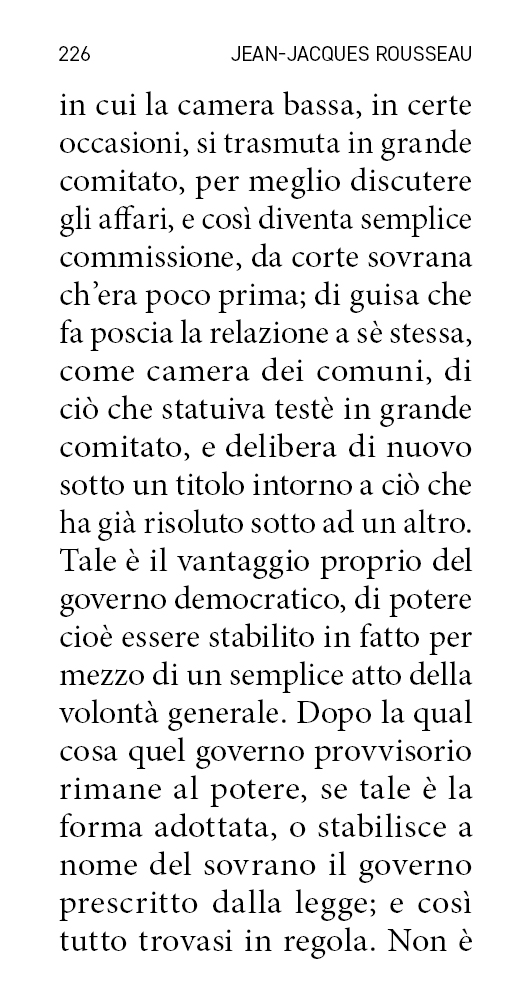 226 JEAN-JACQUES ROUSSEAU
in cui la camera bassa, in certe
occasioni, si trasmuta in grande
comitato, per meglio discutere
gli affari, e così diventa semplice
commissione, da corte sovrana
ch’era poco prima; di guisa che
fa poscia la relazione a sè stessa,
come camera dei comuni, di
ciò che statuiva testè in grande
comitato, e delibera di nuovo
sotto un titolo intorno a ciò che
ha già risoluto sotto ad un altro.
Tale è il vantaggio proprio del
governo democratico, di potere
cioè essere stabilito in fatto per
mezzo di un semplice atto della
volontà generale. Dopo la qual
cosa quel governo provvisorio
rimane al potere, se tale è la
forma adottata, o stabilisce a
nome del sovrano il governo
prescritto dalla legge; e così
tutto trovasi in regola. Non è